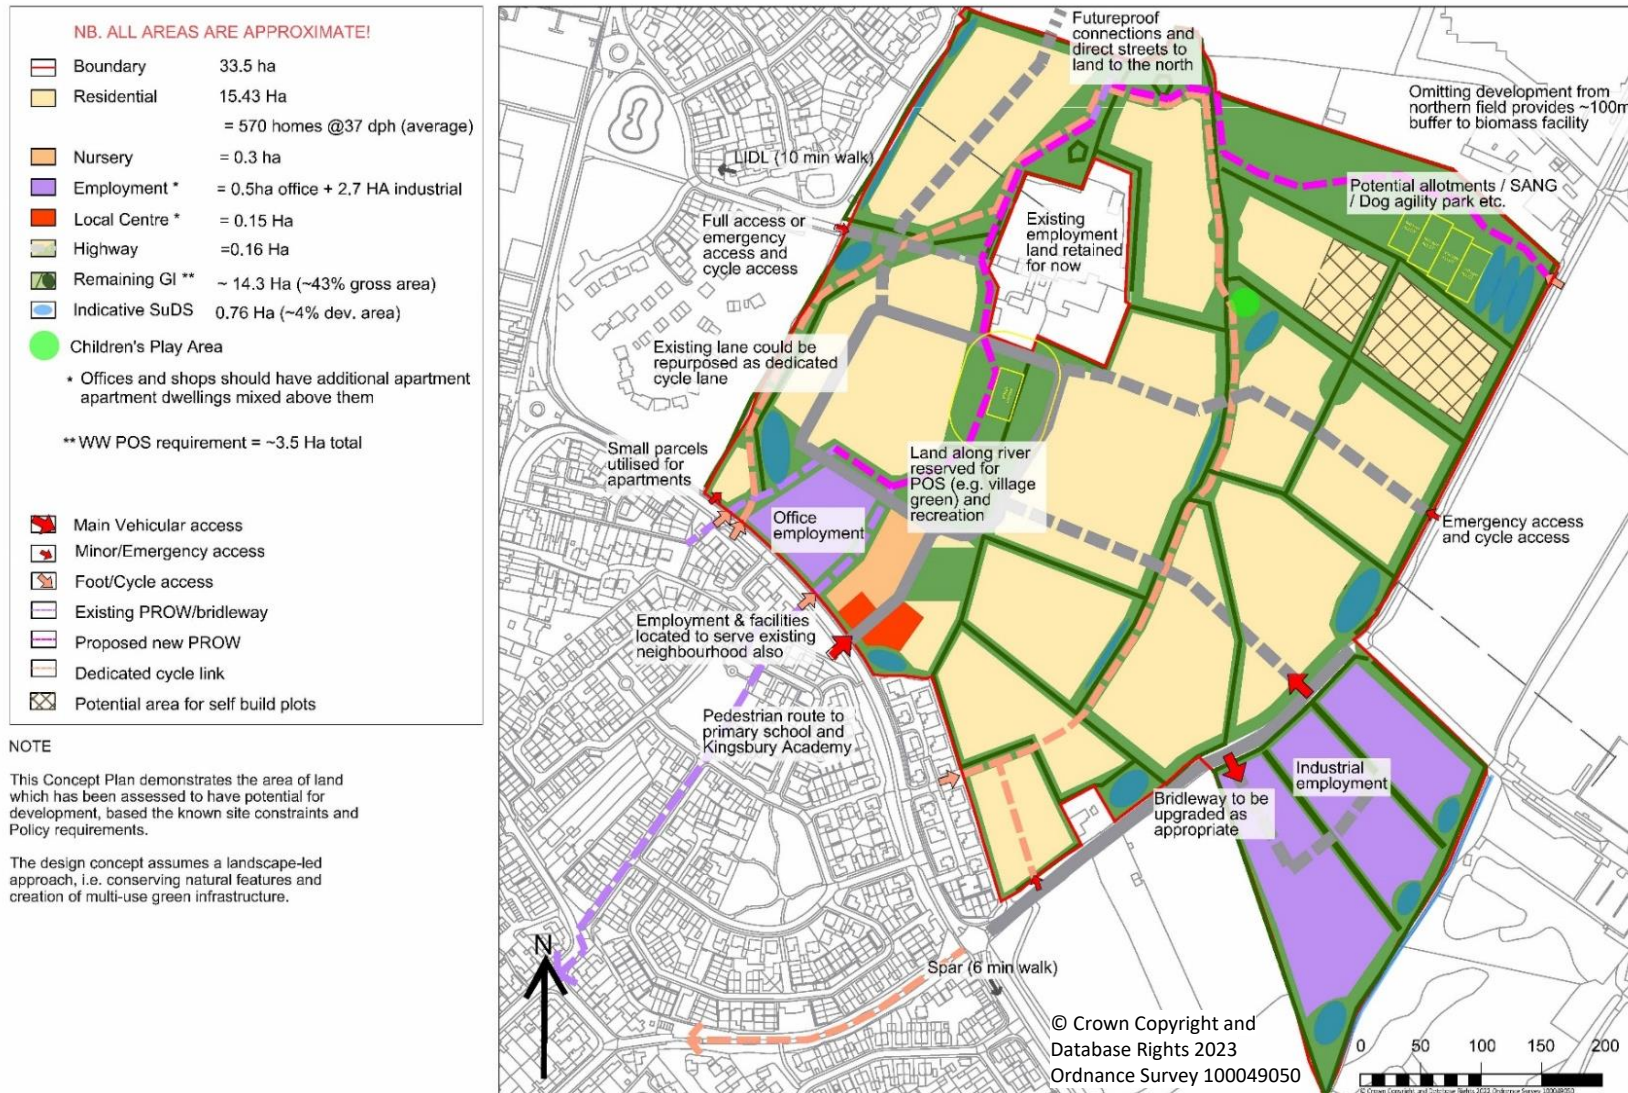 NB. ALL AREAS ARE APPROXIMATE!
Boundary 33.5 ha
Residential 15.43 Ha
= 570 homes @37 dph (average)
Nursery = 0.3 ha
Employment * = 0.5ha office + 2.7 HA industrial
Local Centre * = 0.15 Ha
Highway =0.16 Ha
Remaining GI ** ~ 14.3 Ha (~43% gross area)
Indicative SuDS 0.76 Ha (~4% dev. area)
Children's Play Area
* Offices and shops should have additional apartment
apartment dwellings mixed above them
** WW POS requirement = ~3.5 Ha total
Main Vehicular access
Minor/Emergency access
Foot/Cycle access
Existing PROW/bridleway
Proposed new PROW
Dedicated cycle link
Potential area for self build plots
NOTE
This Concept Plan demonstrates the area of land
which has been assessed to have potential for
development, based the known site constraints and
Policy requirements.
The design concept assumes a landscape-led
approach, i.e. conserving natural features and
creation of multi-use green infrastructure.
Futureproof
connections and
direct streets to
land to the north
Omitting development from
northern field provides ~100m
buffer to biomass facility
LIDL (10 min walk)
Potential allotments / SANG
/ Dog agility park etc.
Full access or
emergency
access and
cycle access
Existing
employment
land retained
for now
Existing lane could be
repurposed as dedicated
cycle lane
Small parcels
utilised for
apartments
Land along river
reserved for
POS (e.g. village
green) and
recreation
Office
employment
Emergency access
and cycle access
Employment & facilities
located to serve existing
neighbourhood also
Pedestrian route to
primary school and
Kingsbury Academy
Industrial
employment
Bridleway to be
upgraded as
appropriate
N
Spar (6 min walk)
© Crown Copyright and
Database Rights 2023
Ordnance Survey 100049050
0 50 100 150 200
© Crown Copyright and Database Rights 2022 Ordnance Survey 100049050